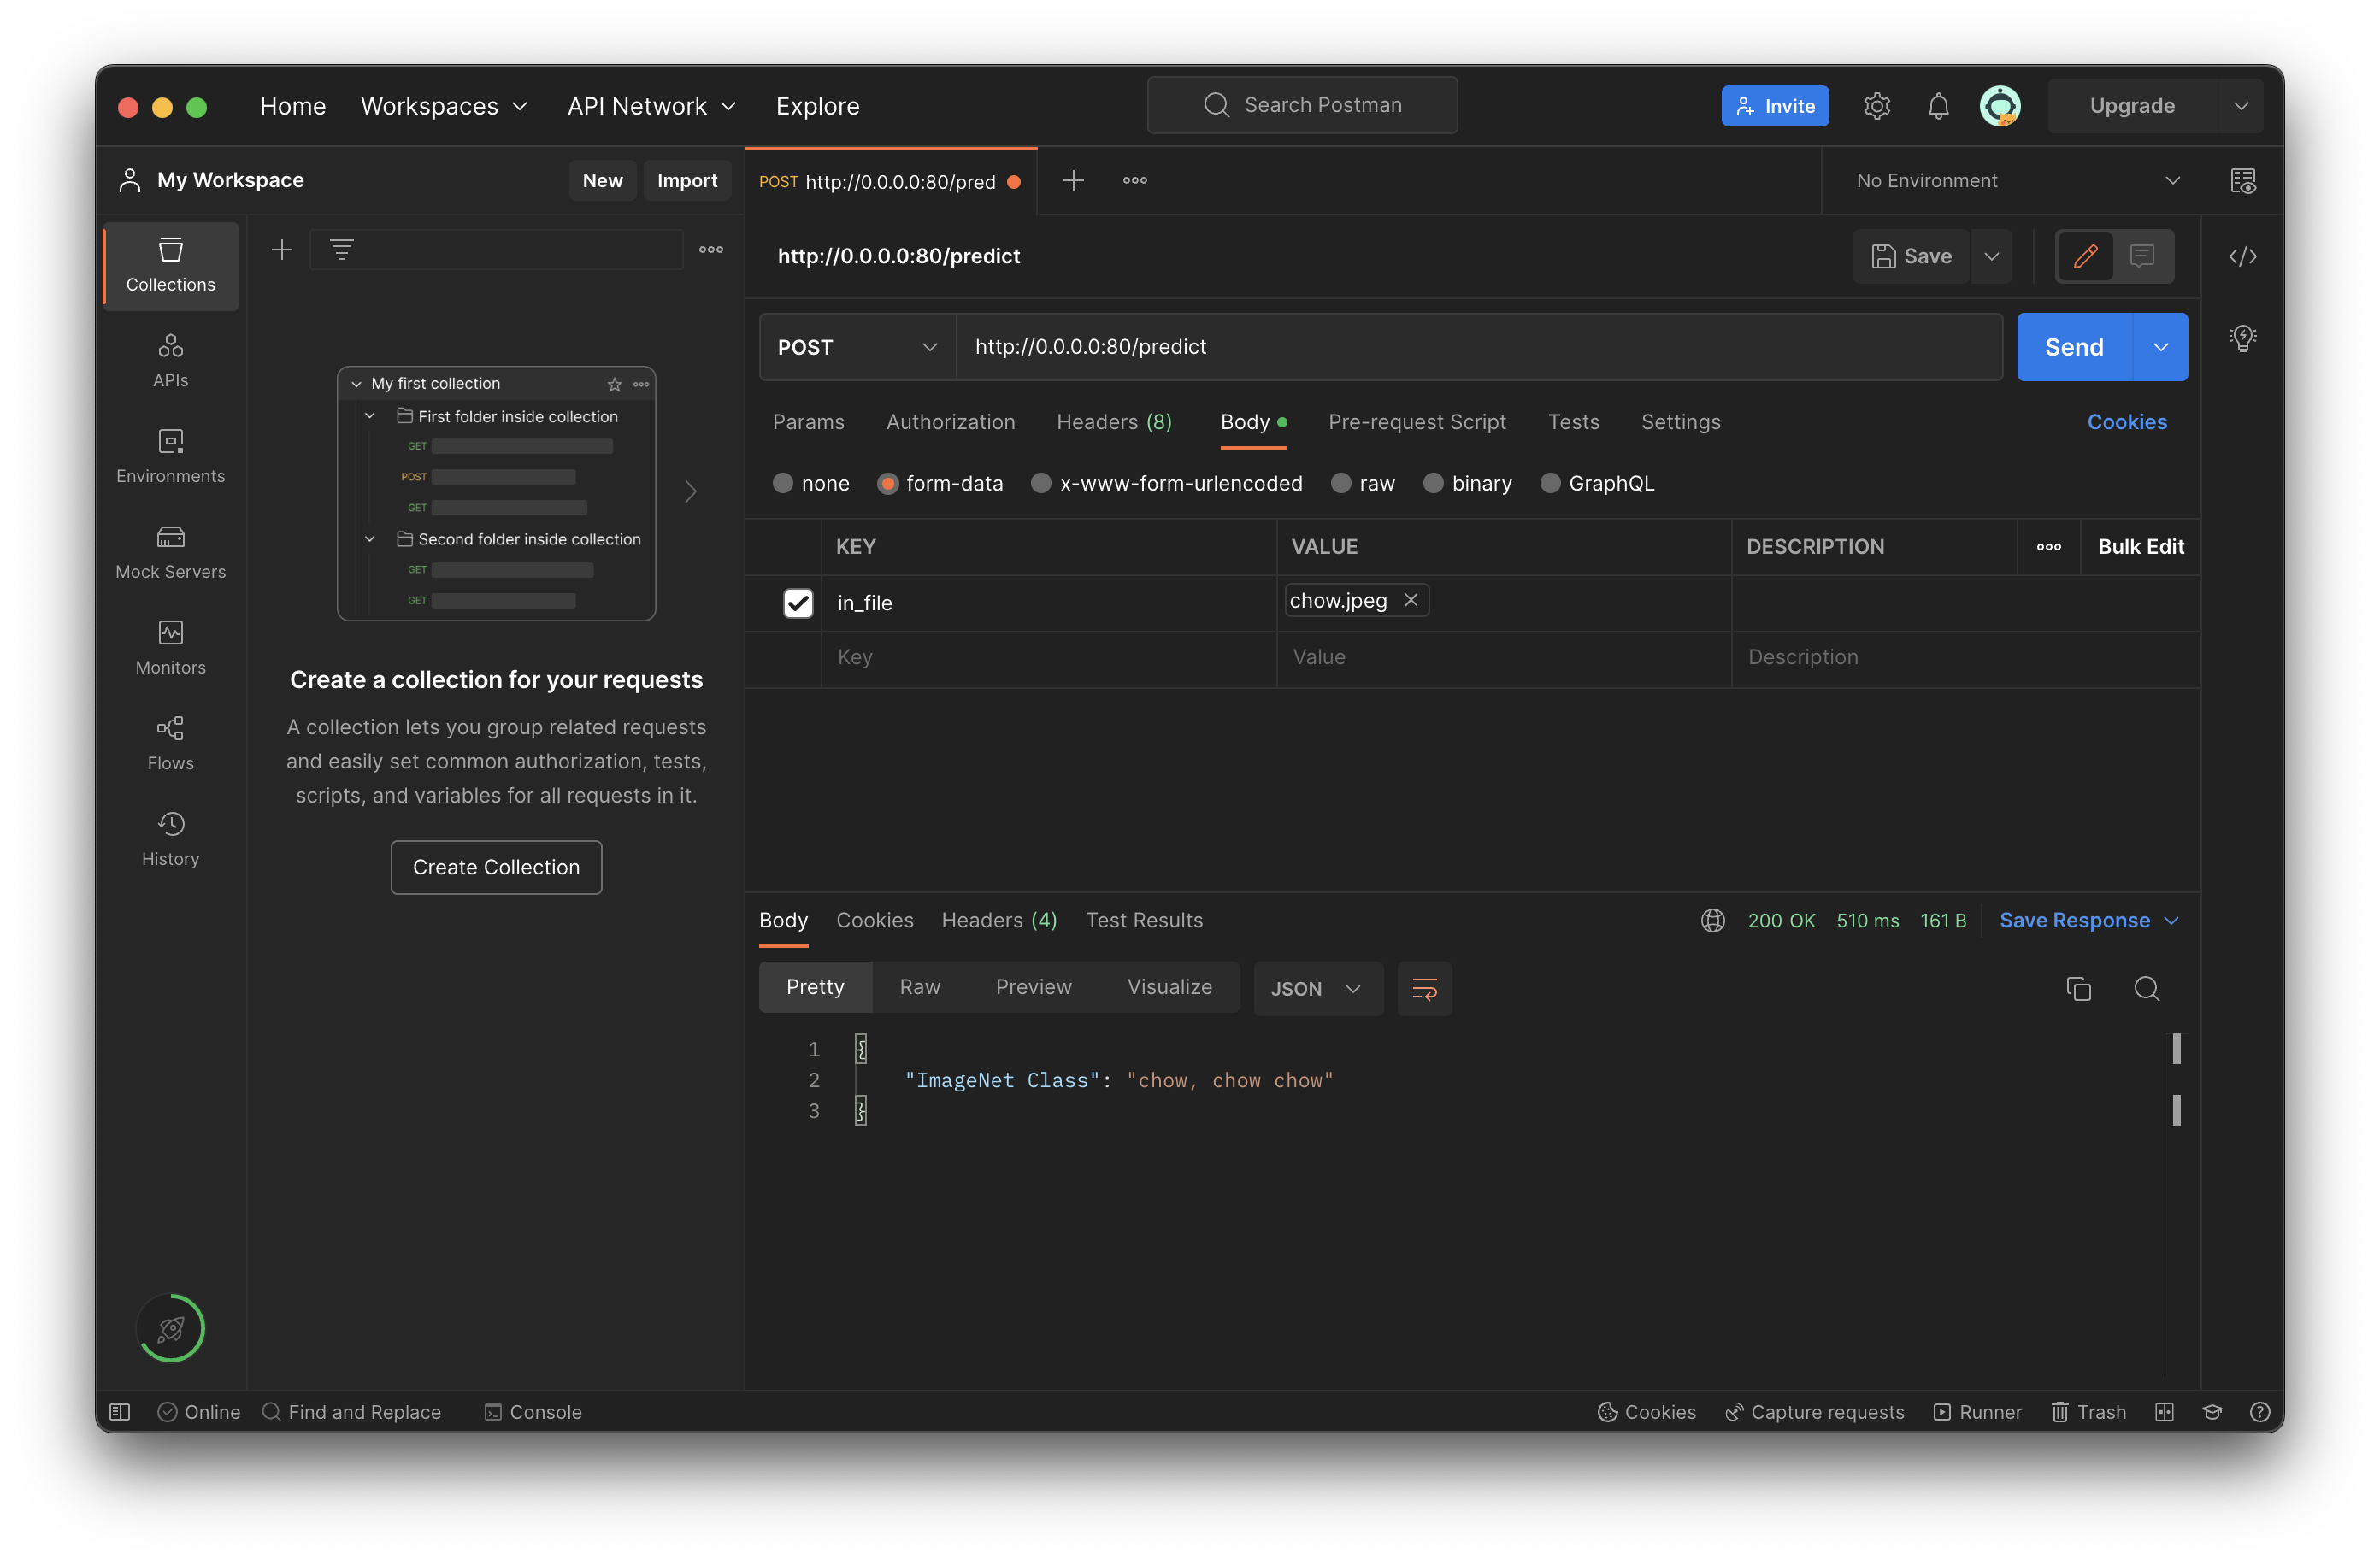 Home Workspaces API Network Explore Search Postman Invite Upgrade
My Workspace New Import
POST http://0.0.0.0:80/pred No Environment
http://0.0.0.0:80/predict Save
Collections
APIs
Environments
Mock Servers
Monitors
Flows
History
My first collection
First folder inside collection
GET
POST
GET
Second folder inside collection
GET
GET
Create a collection for your requests
A collection lets you group related requests
and easily set common authorization, tests,
scripts, and variables for all requests in it.
Create Collection
POST http://0.0.0.0:80/predict Send
Params Authorization Headers (8) Body Pre-request Script Tests Settings Cookies
none form-data x-www-form-urlencoded raw binary GraphQL
KEY VALUE DESCRIPTION Bulk Edit
in_file chow.jpeg
Key Value Description
Body Cookies Headers (4) Test Results 200 OK 510 ms 161 B Save Response
Pretty Raw Preview Visualize JSON
1 {
2 "ImageNet Class": "chow, chow chow"
3 }
Online Find and Replace Console Cookies Capture requests Runner Trash